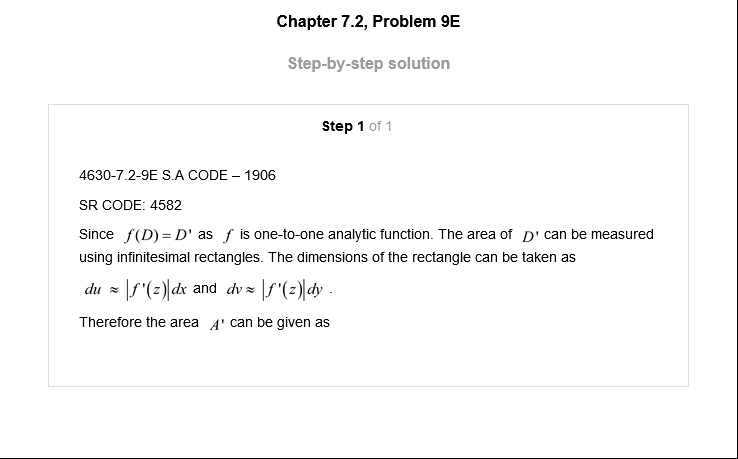 Chapter 7.2, Problem 9E
Step-by-step solution
Step 1 of 1
4630-7.2-9E S.A CODE – 1906
SR CODE: 4582
Since f(D) = D' as f is one-to-one analytic function. The area of D' can be measured
using infinitesimal rectangles. The dimensions of the rectangle can be taken as
du ≈ |f'(z)|dx and dv ≈ |f'(z)|dy .
Therefore the area A' can be given as